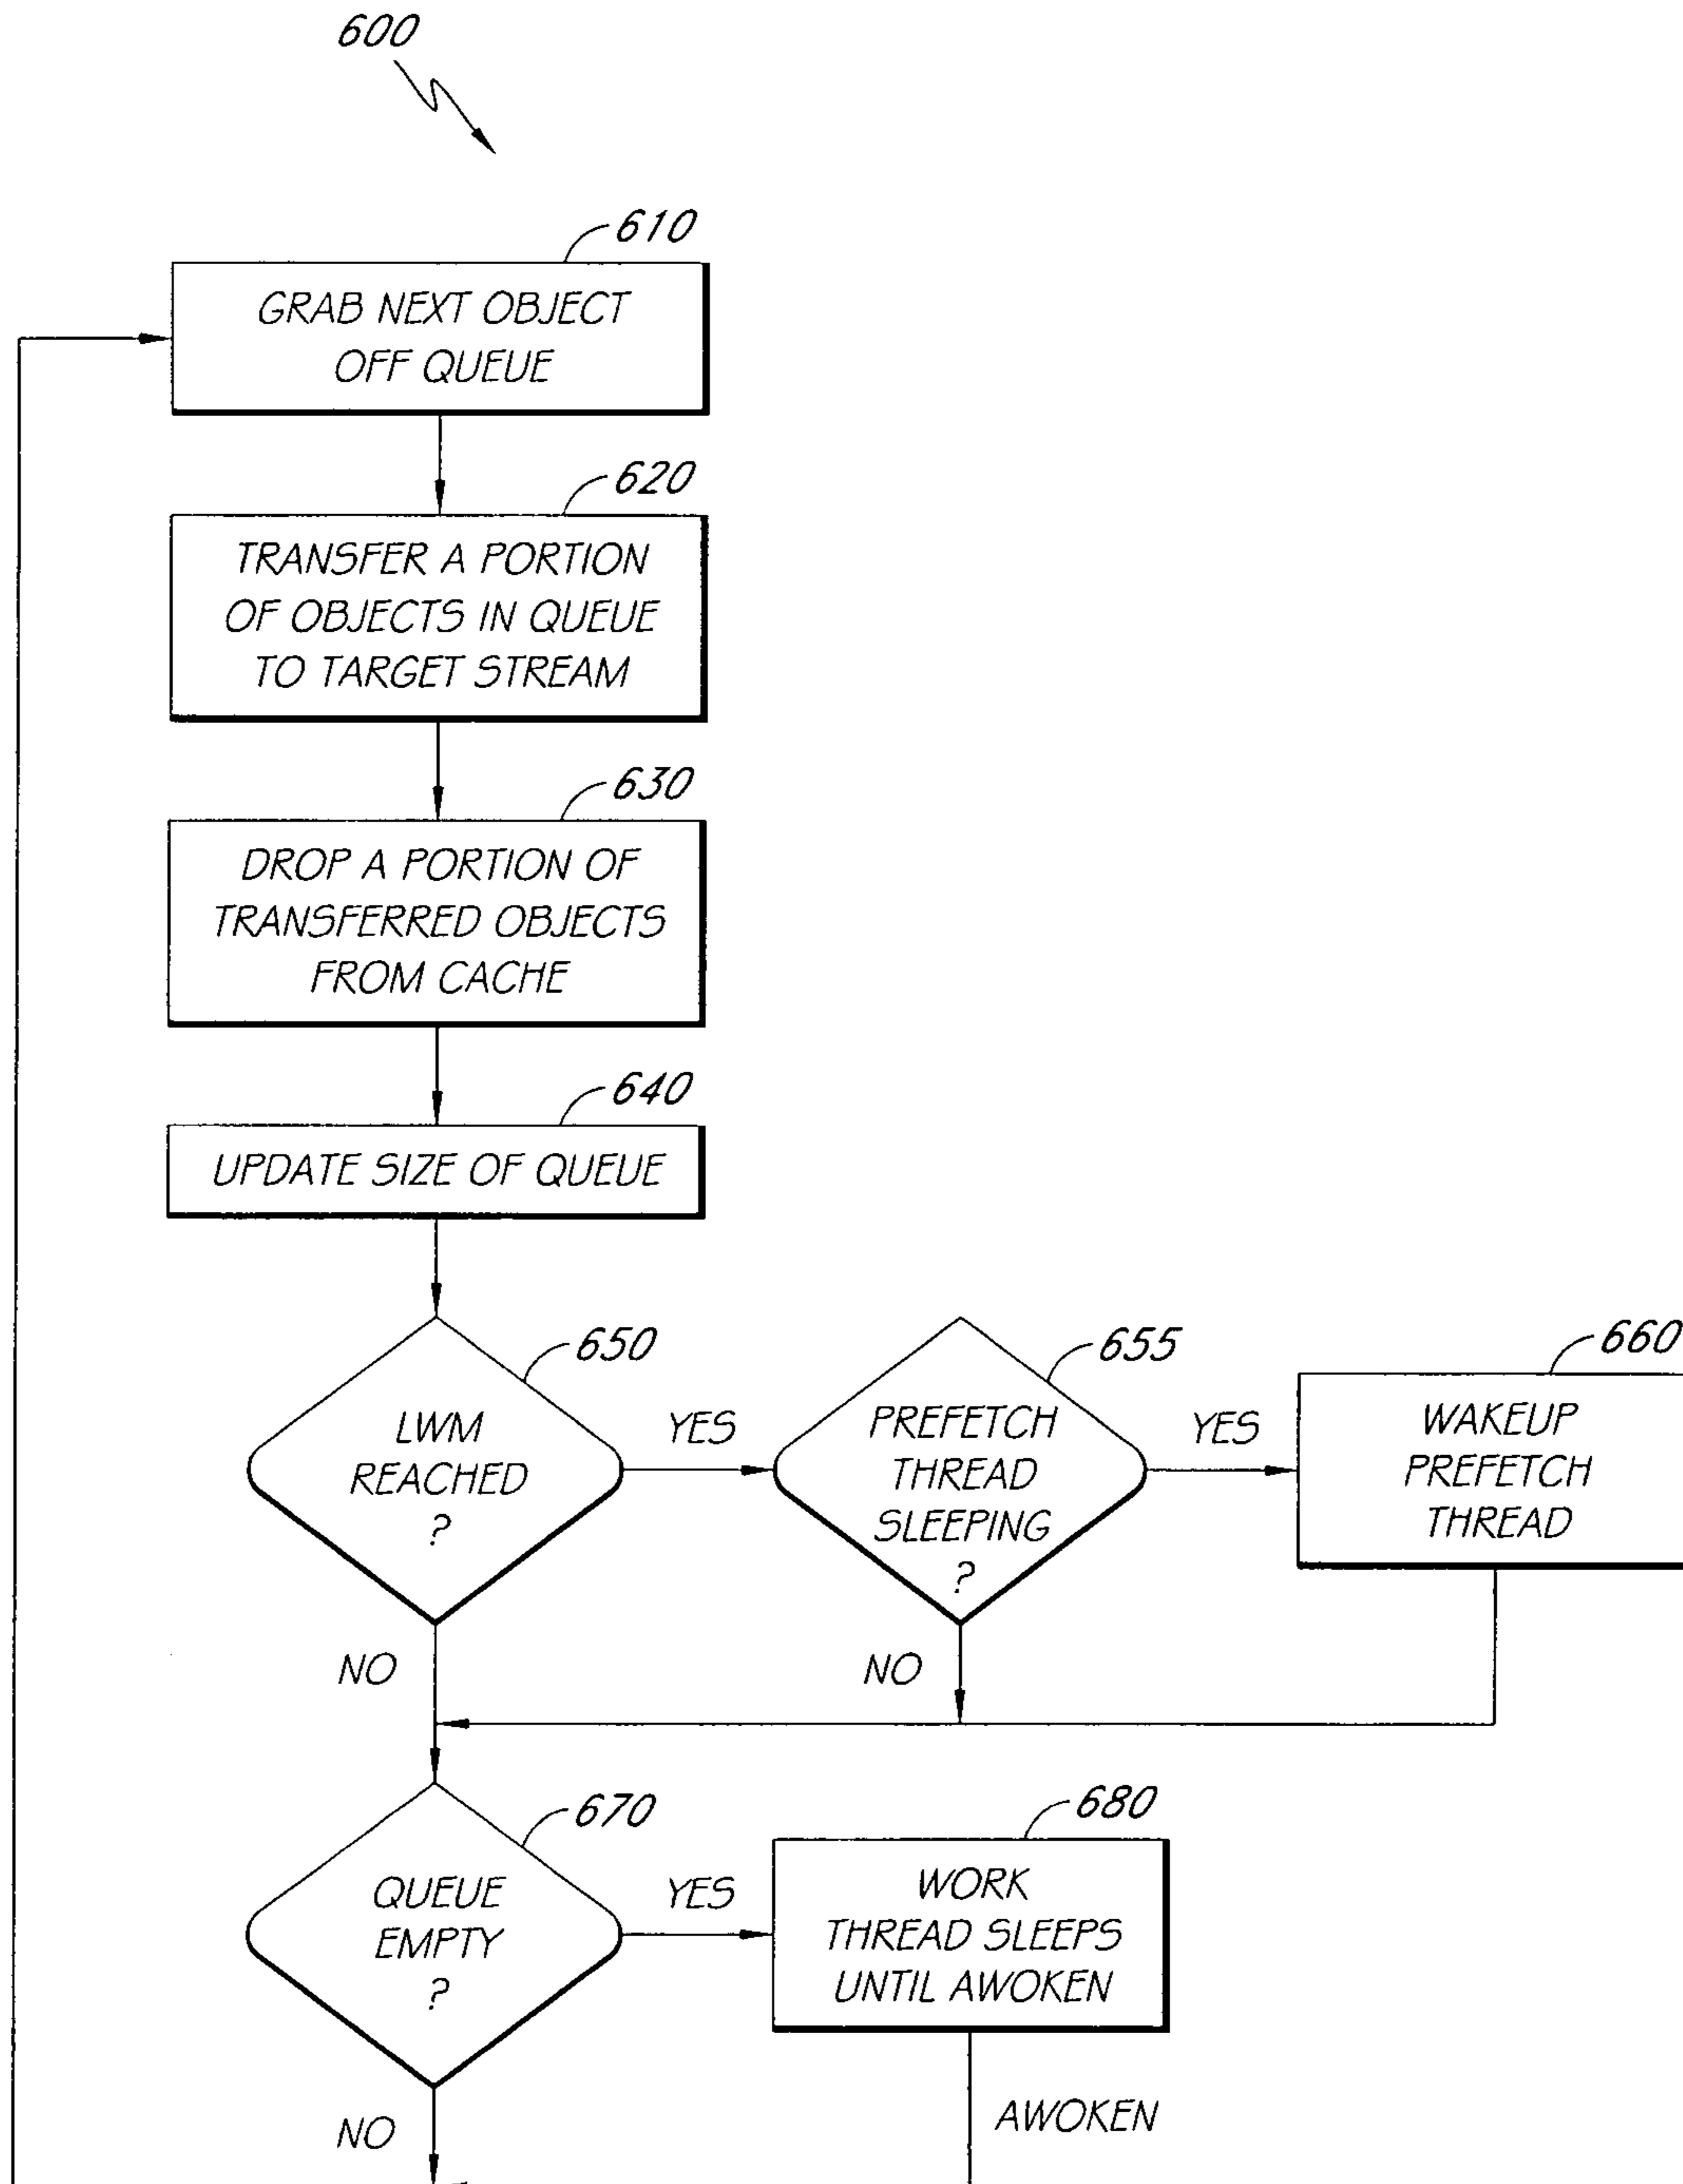 600
610
GRAB NEXT OBJECT
OFF QUEUE
620
TRANSFER A PORTION
OF OBJECTS IN QUEUE
TO TARGET STREAM
630
DROP A PORTION OF
TRANSFERRED OBJECTS
FROM CACHE
640
UPDATE SIZE OF QUEUE
650
LWM
REACHED
?
YES
655
PREFETCH
THREAD
SLEEPING
?
YES
660
WAKEUP
PREFETCH
THREAD
NO
NO
670
QUEUE
EMPTY
?
YES
680
WORK
THREAD SLEEPS
UNTIL AWOKEN
NO
AWOKEN